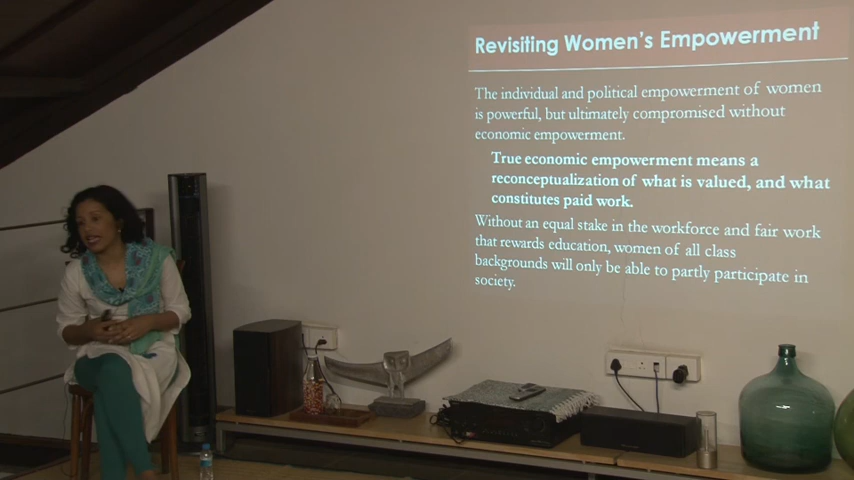 Revisiting Women's Empowerment
The individual and political empowerment of women
is powerful, but ultimately compromised without
economic empowerment.
True economic empowerment means a
reconceptualization of what is valued, and what
constitutes paid work.
Without an equal stake in the workforce and fair work
that rewards education, women of all class
backgrounds will only be able to partly participate in
society.